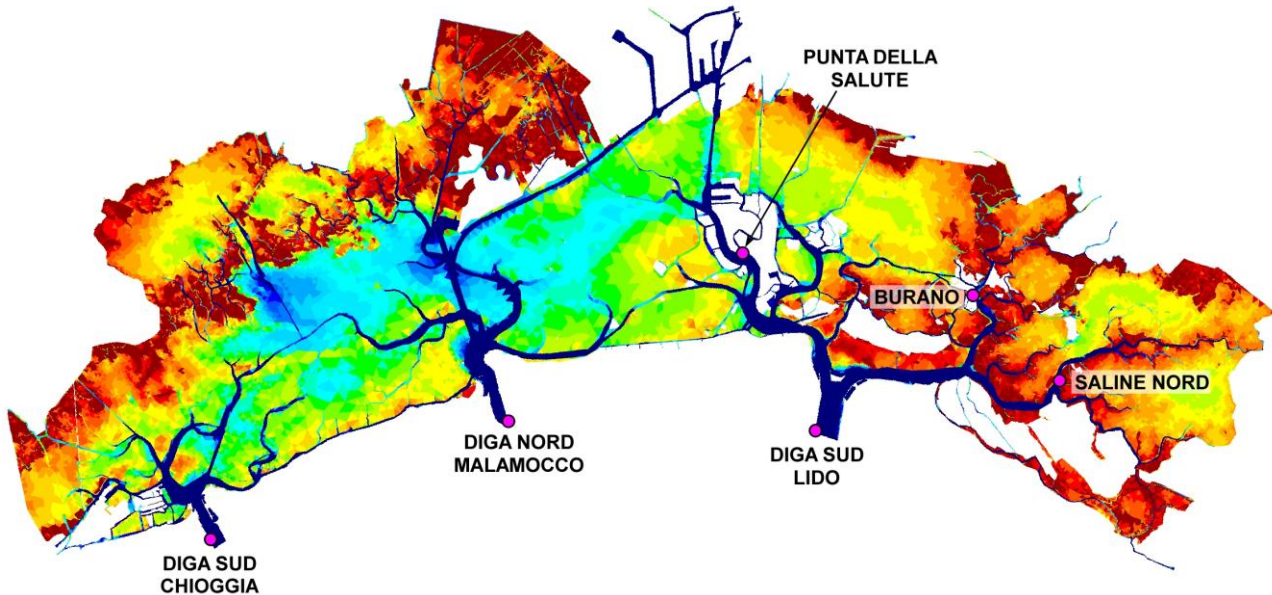 PUNTA DELLA
SALUTE
BURANO
SALINE NORD
DIGA NORD
MALAMOCCO
DIGA SUD
LIDO
DIGA SUD
CHIOGGIA